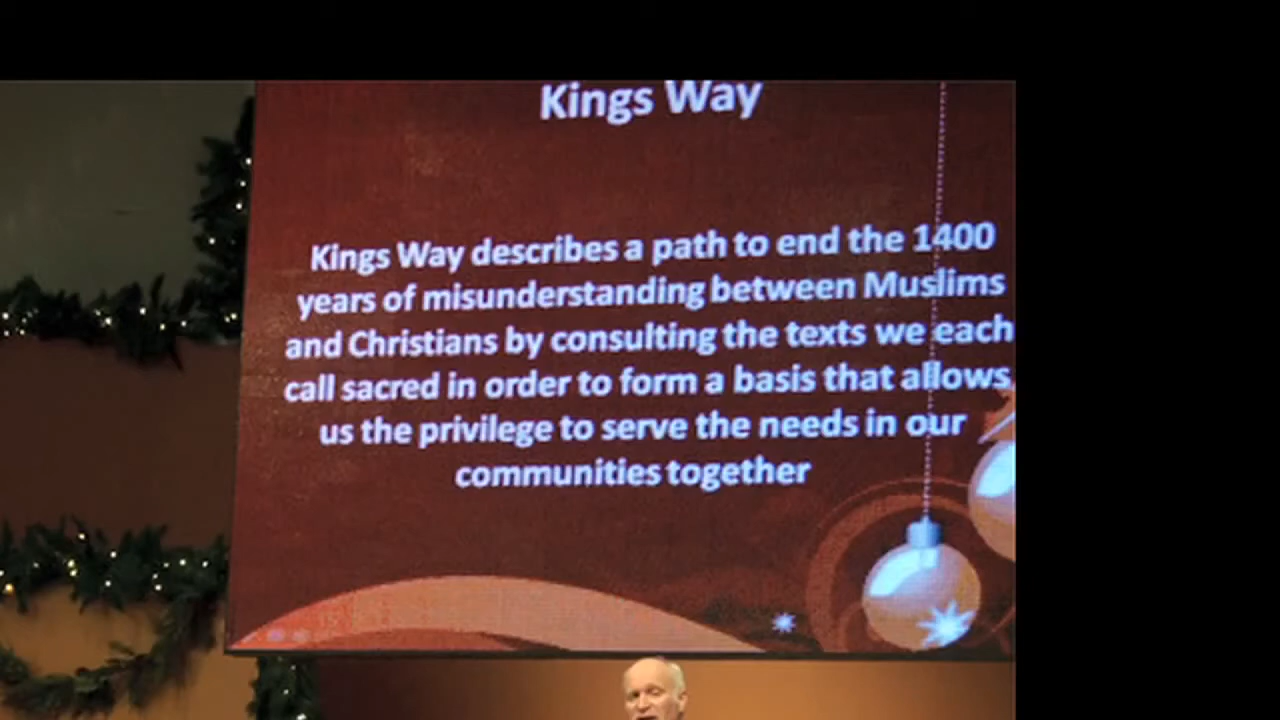 Kings Way
Kings Way describes a path to end the 1400
years of misunderstanding between Muslims
and Christians by consulting the texts we each
call sacred in order to form a basis that allows
us the privilege to serve the needs in our
communities together